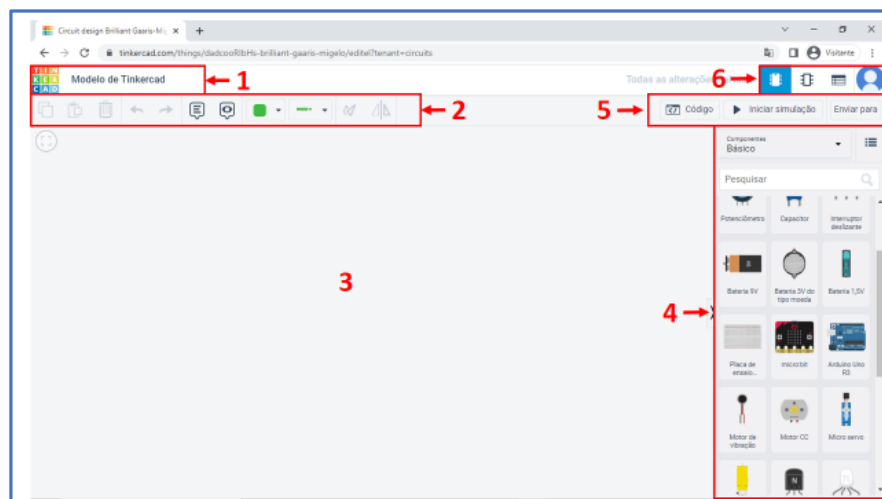 Circuit design Brilliant Gaaris-Mig
tinkercad.com/things/dadcooRlbHs-brilliant-gaaris-migelo/editel?tenant=circuits
Visitante
TIN
KER
CAD
Modelo de Tinkercad
1
Todas as alteraçõe
6
2
5
Código
Iniciar simulação
Enviar para
Componentes
Básico
Pesquisar
Potenciômetro
Capacitor
Interruptor
deslizante
3
4
Bateria 9V
Bateria 3V do
tipo moeda
Bateria 1,5V
Placa de
ensaio...
micro:bit
Arduino Uno
R3
Motor de
vibração
Motor CC
Micro servo
N